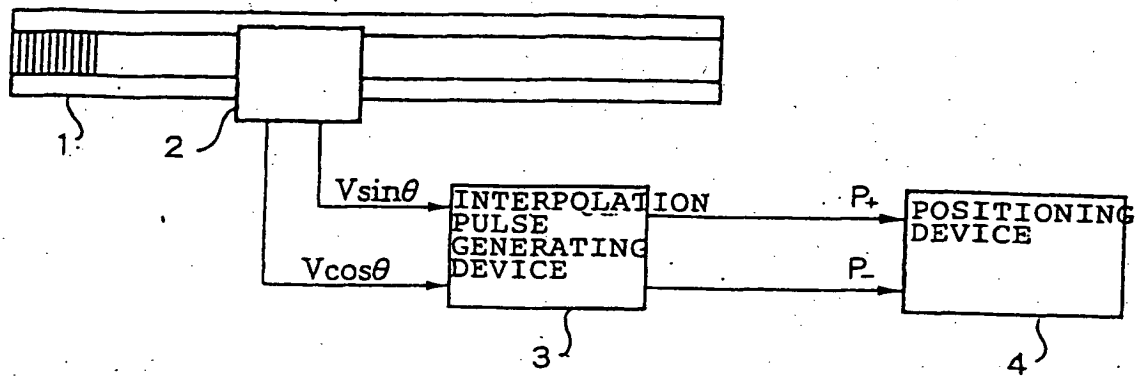 1
2
Vsinθ
Vcosθ
INTERPOLATION
PULSE
GENERATING
DEVICE
3
P+
P−
POSITIONING
DEVICE
4